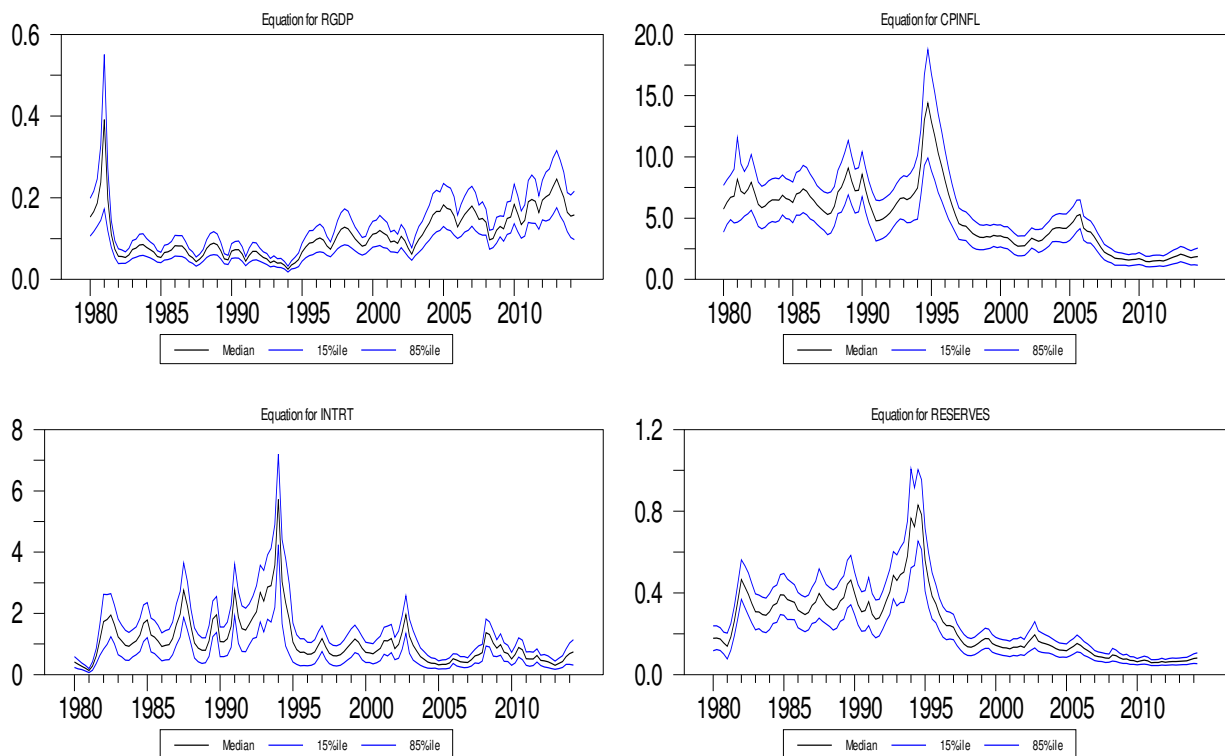 Equation for RGDP
0.6
0.4
0.2
0.0
1980 1985 1990 1995 2000 2005 2010
Median 15%ile 85%ile
Equation for CPINFL
20.0
15.0
10.0
5.0
0.0
1980 1985 1990 1995 2000 2005 2010
Median 15%ile 85%ile
Equation for INTRT
8
6
4
2
0
1980 1985 1990 1995 2000 2005 2010
Median 15%ile 85%ile
Equation for RESERVES
1.2
0.8
0.4
0.0
1980 1985 1990 1995 2000 2005 2010
Median 15%ile 85%ile